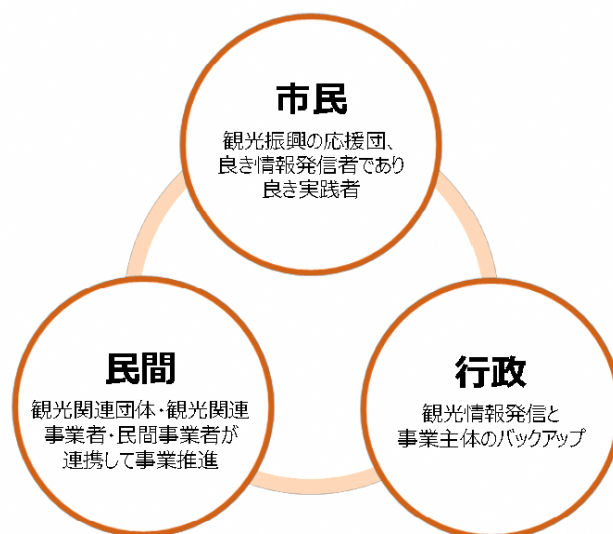 市民
観光振興の応援団、
良き情報発信者であり
良き実践者
民間
観光関連団体・観光関連
事業者・民間事業者が
連携して事業推進
行政
観光情報発信と
事業主体のバックアップ